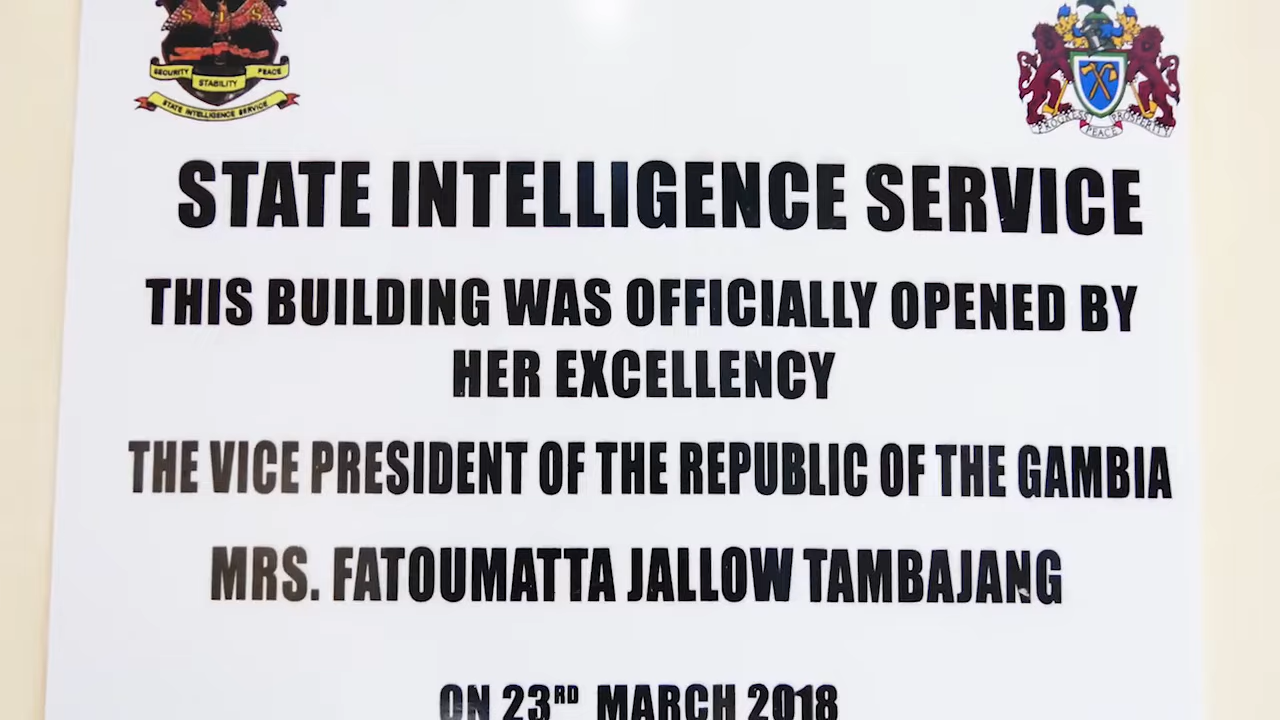 SIS
SECURITY STABILITY PEACE
STATE INTELLIGENCE SERVICE
PROGRESS PEACE PROSPERITY
STATE INTELLIGENCE SERVICE
THIS BUILDING WAS OFFICIALLY OPENED BY
HER EXCELLENCY
THE VICE PRESIDENT OF THE REPUBLIC OF THE GAMBIA
MRS. FATOUMATTA JALLOW TAMBAJANG
ON 23RD MARCH 2018